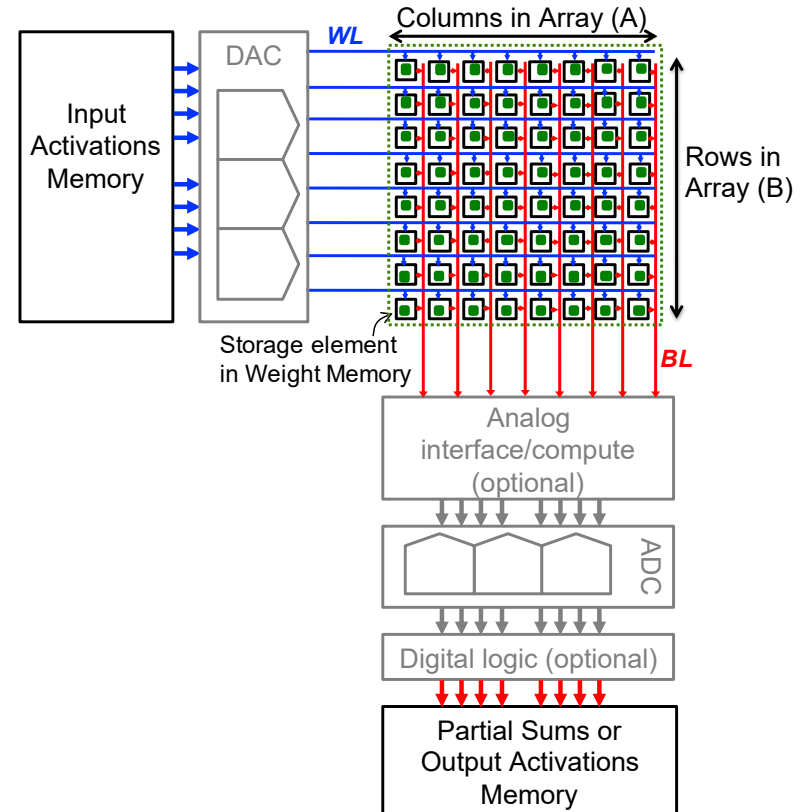 Columns in Array (A)
WL
DAC
Input
Activations
Memory
Rows in
Array (B)
Storage element
in Weight Memory
BL
Analog
interface/compute
(optional)
ADC
Digital logic (optional)
Partial Sums or
Output Activations
Memory